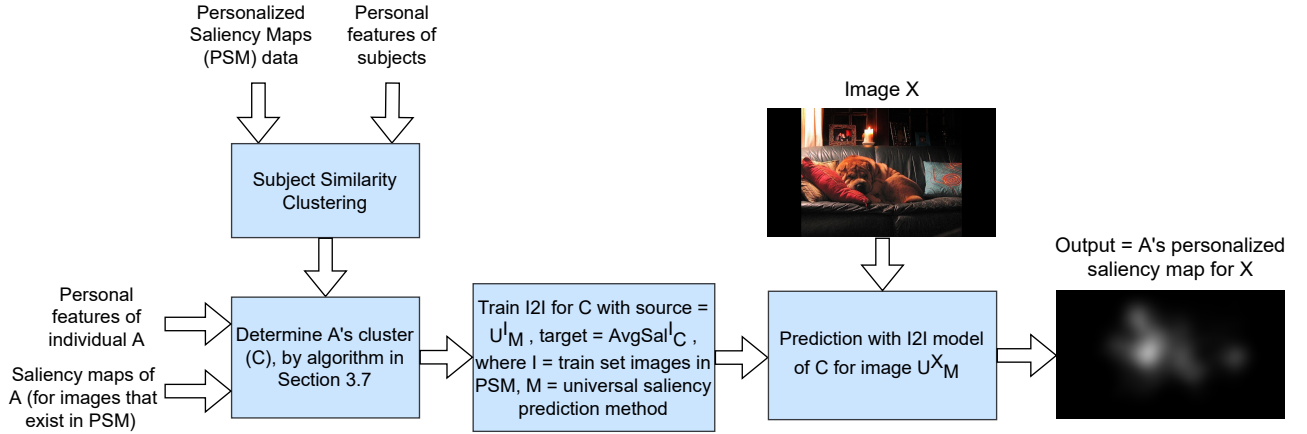 Personalized
Saliency Maps
(PSM) data
Personal
features of
subjects
Subject Similarity
Clustering
Image X
Personal
features of
individual A
Saliency maps of
A (for images that
exist in PSM)
Determine A's cluster
(C), by algorithm in
Section 3.7
Train I2I for C with source =
U^I_M , target = AvgSal^I_C ,
where I = train set images in
PSM, M = universal saliency
prediction method
Prediction with I2I model
of C for image U^X_M
Output = A's personalized
saliency map for X